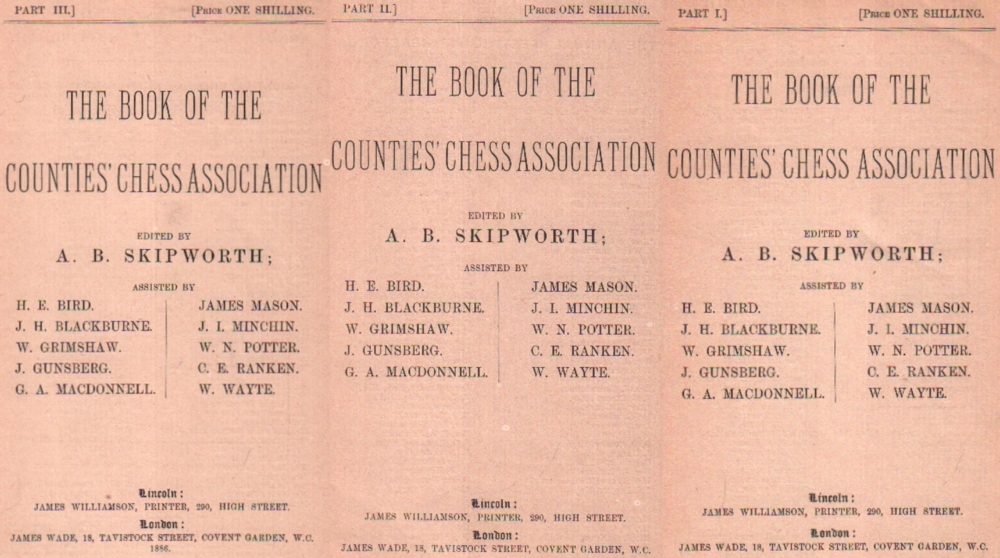 PART III.] [PRICE ONE SHILLING.
THE BOOK OF THE
COUNTIES' CHESS ASSOCIATION
EDITED BY
A. B. SKIPWORTH;
ASSISTED BY
H. E. BIRD.
J. H. BLACKBURNE.
W. GRIMSHAW.
J. GUNSBERG.
G. A. MACDONNELL.
JAMES MASON.
J. I. MINCHIN.
W. N. POTTER.
C. E. RANKEN.
W. WAYTE.
Lincoln:
JAMES WILLIAMSON, PRINTER, 290, HIGH STREET.
London:
JAMES WADE, 18, TAVISTOCK STREET, COVENT GARDEN, W.C.
1886.
PART II.] [PRICE ONE SHILLING.
THE BOOK OF THE
COUNTIES' CHESS ASSOCIATION
EDITED BY
A. B. SKIPWORTH;
ASSISTED BY
H. E. BIRD.
J. H. BLACKBURNE.
W. GRIMSHAW.
J. GUNSBERG.
G. A. MACDONNELL.
JAMES MASON.
J. I. MINCHIN.
W. N. POTTER.
C. E. RANKEN.
W. WAYTE.
Lincoln:
JAMES WILLIAMSON, PRINTER, 290, HIGH STREET.
London:
JAMES WADE, 18, TAVISTOCK STREET, COVENT GARDEN, W.C.
PART I.] [PRICE ONE SHILLING.
THE BOOK OF THE
COUNTIES' CHESS ASSOCIATION
EDITED BY
A. B. SKIPWORTH;
ASSISTED BY
H. E. BIRD.
J. H. BLACKBURNE.
W. GRIMSHAW.
J. GUNSBERG.
G. A. MACDONNELL.
JAMES MASON.
J. I. MINCHIN.
W. N. POTTER.
C. E. RANKEN.
W. WAYTE.
Lincoln:
JAMES WILLIAMSON, PRINTER, 290, HIGH STREET.
London:
JAMES WADE, 18, TAVISTOCK STREET, COVENT GARDEN, W.C.